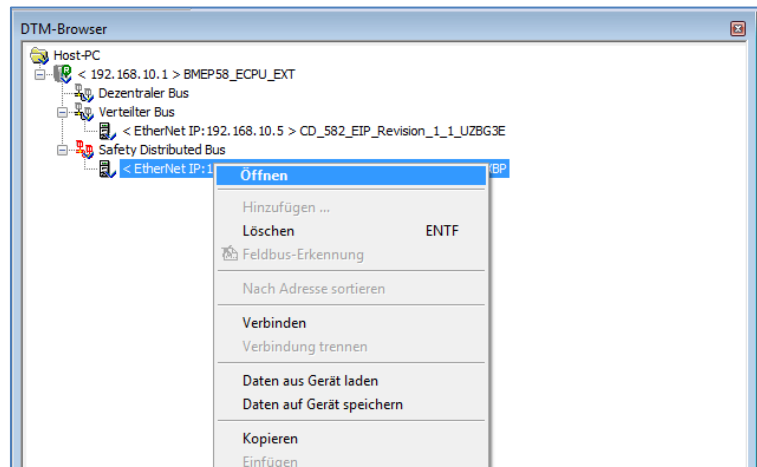 DTM-Browser
Host-PC
< 192.168.10.1 > BMEP58_ECPU_EXT
Dezentraler Bus
Verteilter Bus
< EtherNet IP:192.168.10.5 > CD_582_EIP_Revision_1_1_UZBG3E
Safety Distributed Bus
< EtherNet IP:1
Öffnen
Hinzufügen ...
Löschen ENTF
Feldbus-Erkennung
Nach Adresse sortieren
Verbinden
Verbindung trennen
Daten aus Gerät laden
Daten auf Gerät speichern
Kopieren
Einfügen